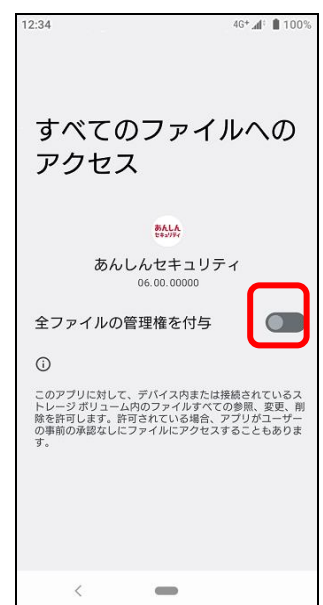 12:34 4G+ 100%
すべてのファイルへの
アクセス
あんしん
セキュリティ
あんしんセキュリティ
06.00.00000
全ファイルの管理権を付与
このアプリに対して、デバイス内または接続されているス
トレージ ボリューム内のファイルすべての参照、変更、削
除を許可します。許可されている場合、アプリがユーザー
の事前の承認なしにファイルにアクセスすることもありま
す。